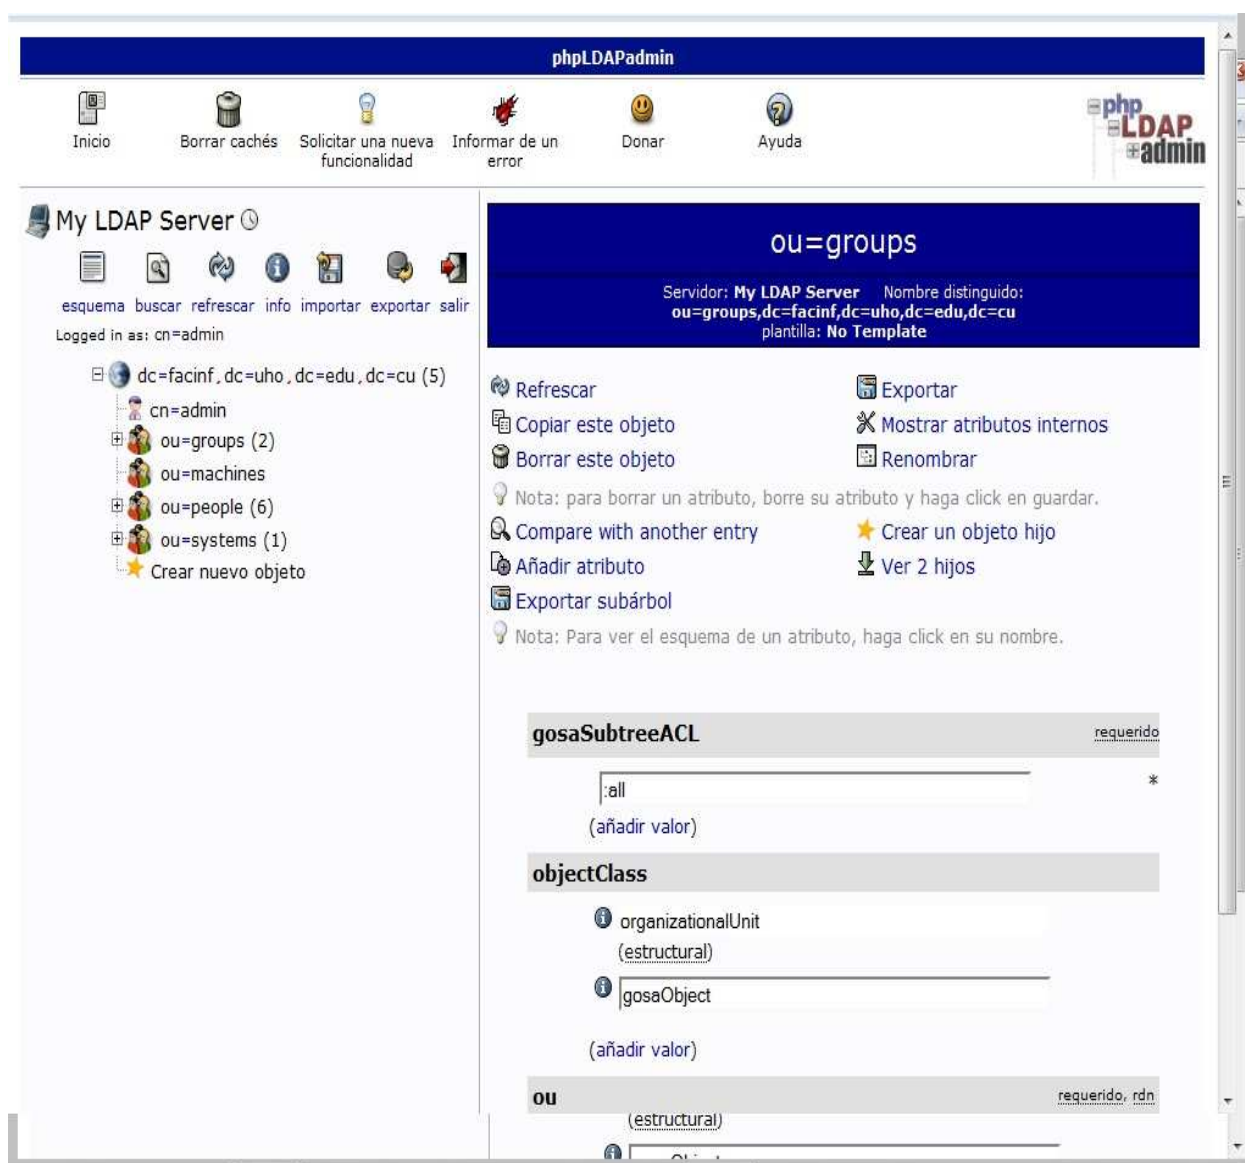 phpLDAPadmin
Inicio
Borrar cachés
Solicitar una nueva funcionalidad
Informar de un error
Donar
Ayuda
php
LDAP
admin
My LDAP Server
esquema buscar refrescar info importar exportar salir
Logged in as: cn=admin
dc=facinf,dc=uho,dc=edu,dc=cu (5)
cn=admin
ou=groups (2)
ou=machines
ou=people (6)
ou=systems (1)
Crear nuevo objeto
ou=groups
Servidor: My LDAP Server Nombre distinguido:
ou=groups,dc=facinf,dc=uho,dc=edu,dc=cu
plantilla: No Template
Refrescar
Exportar
Copiar este objeto
Mostrar atributos internos
Borrar este objeto
Renombrar
Nota: para borrar un atributo, borre su atributo y haga click en guardar.
Compare with another entry
Crear un objeto hijo
Añadir atributo
Ver 2 hijos
Exportar subárbol
Nota: Para ver el esquema de un atributo, haga click en su nombre.
gosaSubtreeACL
requerido
:all
*
(añadir valor)
objectClass
organizationalUnit
(estructural)
gosaObject
(añadir valor)
ou
requerido, rdn
(estructural)